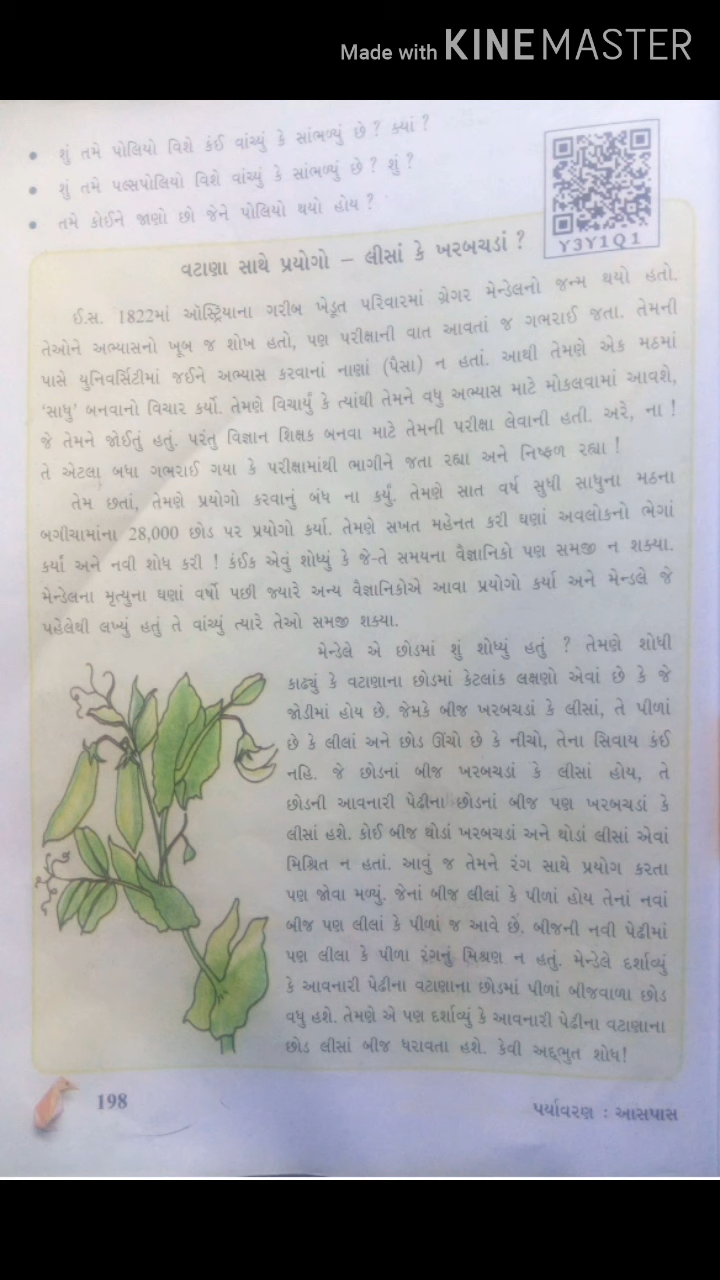 Made with KINEMASTER
• શું તમે પોલિયો વિશે કંઈ વાંચ્યું કે સાંભળ્યું છે ? ક્યાં ?
• શું તમે પલ્સપોલિયો વિશે વાંચ્યું કે સાંભળ્યું છે ? શું ?
• તમે કોઈને જાણો છો જેને પોલિયો થયો હોય ?
Y3Y1Q1
વટાણા સાથે પ્રયોગો – લીસાં કે ખરબચડાં ?
ઈ.સ. 1822માં ઑસ્ટ્રિયાના ગરીબ ખેડૂત પરિવારમાં ગ્રેગર મેન્ડેલનો જન્મ થયો હતો.
તેઓને અભ્યાસનો ખૂબ જ શોખ હતો, પણ પરીક્ષાની વાત આવતાં જ ગભરાઈ જતા. તેમની
પાસે યુનિવર્સિટીમાં જઈને અભ્યાસ કરવાનાં નાણાં (પૈસા) ન હતાં. આથી તેમણે એક મઠમાં
‘સાધુ’ બનવાનો વિચાર કર્યો. તેમણે વિચાર્યું કે ત્યાંથી તેમને વધુ અભ્યાસ માટે મોકલવામાં આવશે,
જે તેમને જોઈતું હતું. પરંતુ વિજ્ઞાન શિક્ષક બનવા માટે તેમની પરીક્ષા લેવાની હતી. અરે, ના !
તે એટલા બધા ગભરાઈ ગયા કે પરીક્ષામાંથી ભાગીને જતા રહ્યા અને નિષ્ફળ રહ્યા !
તેમ છતાં, તેમણે પ્રયોગો કરવાનું બંધ ના કર્યું. તેમણે સાત વર્ષ સુધી સાધુના મઠના
બગીચામાંના 28,000 છોડ પર પ્રયોગો કર્યા. તેમણે સખત મહેનત કરી ઘણાં અવલોકનો ભેગાં
કર્યાં અને નવી શોધ કરી ! કંઈક એવું શોધ્યું કે જે-તે સમયના વૈજ્ઞાનિકો પણ સમજી ન શક્યા.
મેન્ડેલના મૃત્યુના ઘણાં વર્ષો પછી જ્યારે અન્ય વૈજ્ઞાનિકોએ આવા પ્રયોગો કર્યા અને મેન્ડલે જે
પહેલેથી લખ્યું હતું તે વાંચ્યું ત્યારે તેઓ સમજી શક્યા.
મેન્ડેલે એ છોડમાં શું શોધ્યું હતું ? તેમણે શોધી
કાઢ્યું કે વટાણાના છોડમાં કેટલાંક લક્ષણો એવાં છે કે જે
જોડીમાં હોય છે. જેમકે બીજ ખરબચડાં કે લીસાં, તે પીળાં
છે કે લીલાં અને છોડ ઊંચો છે કે નીચો, તેના સિવાય કંઈ
નહિ. જે છોડનાં બીજ ખરબચડાં કે લીસાં હોય, તે
છોડની આવનારી પેઢીના છોડનાં બીજ પણ ખરબચડાં કે
લીસાં હશે. કોઈ બીજ થોડાં ખરબચડાં અને થોડાં લીસાં એવાં
મિશ્રિત ન હતાં. આવું જ તેમને રંગ સાથે પ્રયોગ કરતા
પણ જોવા મળ્યું. જેનાં બીજ લીલાં કે પીળાં હોય તેનાં નવાં
બીજ પણ લીલાં કે પીળાં જ આવે છે. બીજની નવી પેઢીમાં
પણ લીલા કે પીળા રંગનું મિશ્રણ ન હતું. મેન્ડેલે દર્શાવ્યું
કે આવનારી પેઢીના વટાણાના છોડમાં પીળાં બીજવાળા છોડ
વધુ હશે. તેમણે એ પણ દર્શાવ્યું કે આવનારી પેઢીના વટાણાના
છોડ લીસાં બીજ ધરાવતા હશે. કેવી અદ્ભુત શોધ!
198
પર્યાવરણ : આસપાસ